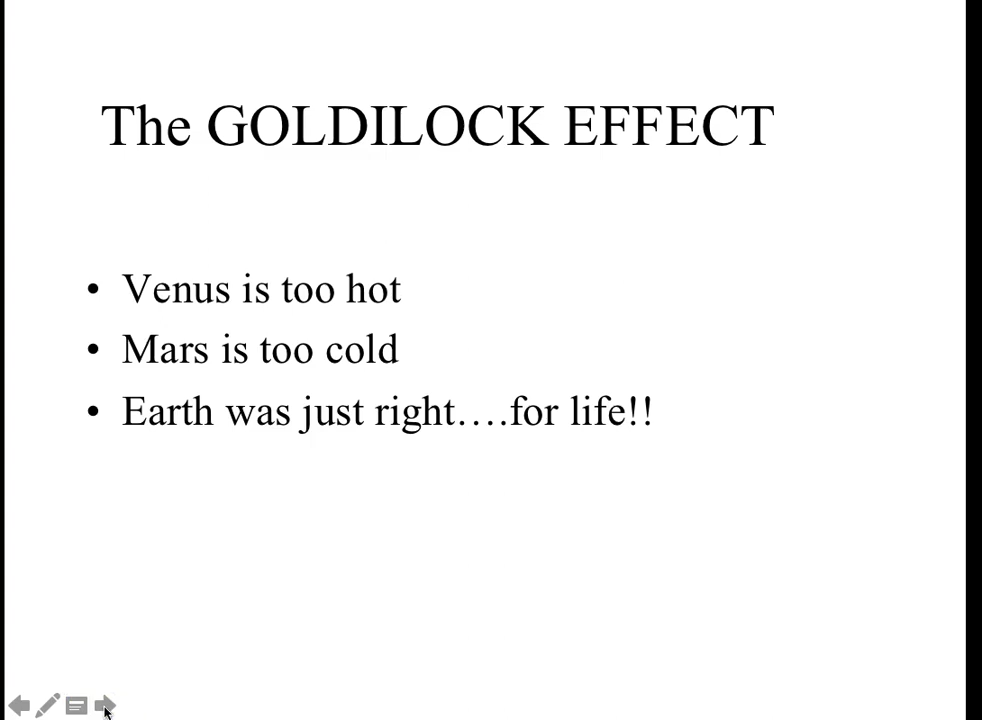 The GOLDILOCK EFFECT
• Venus is too hot
• Mars is too cold
• Earth was just right….for life!!